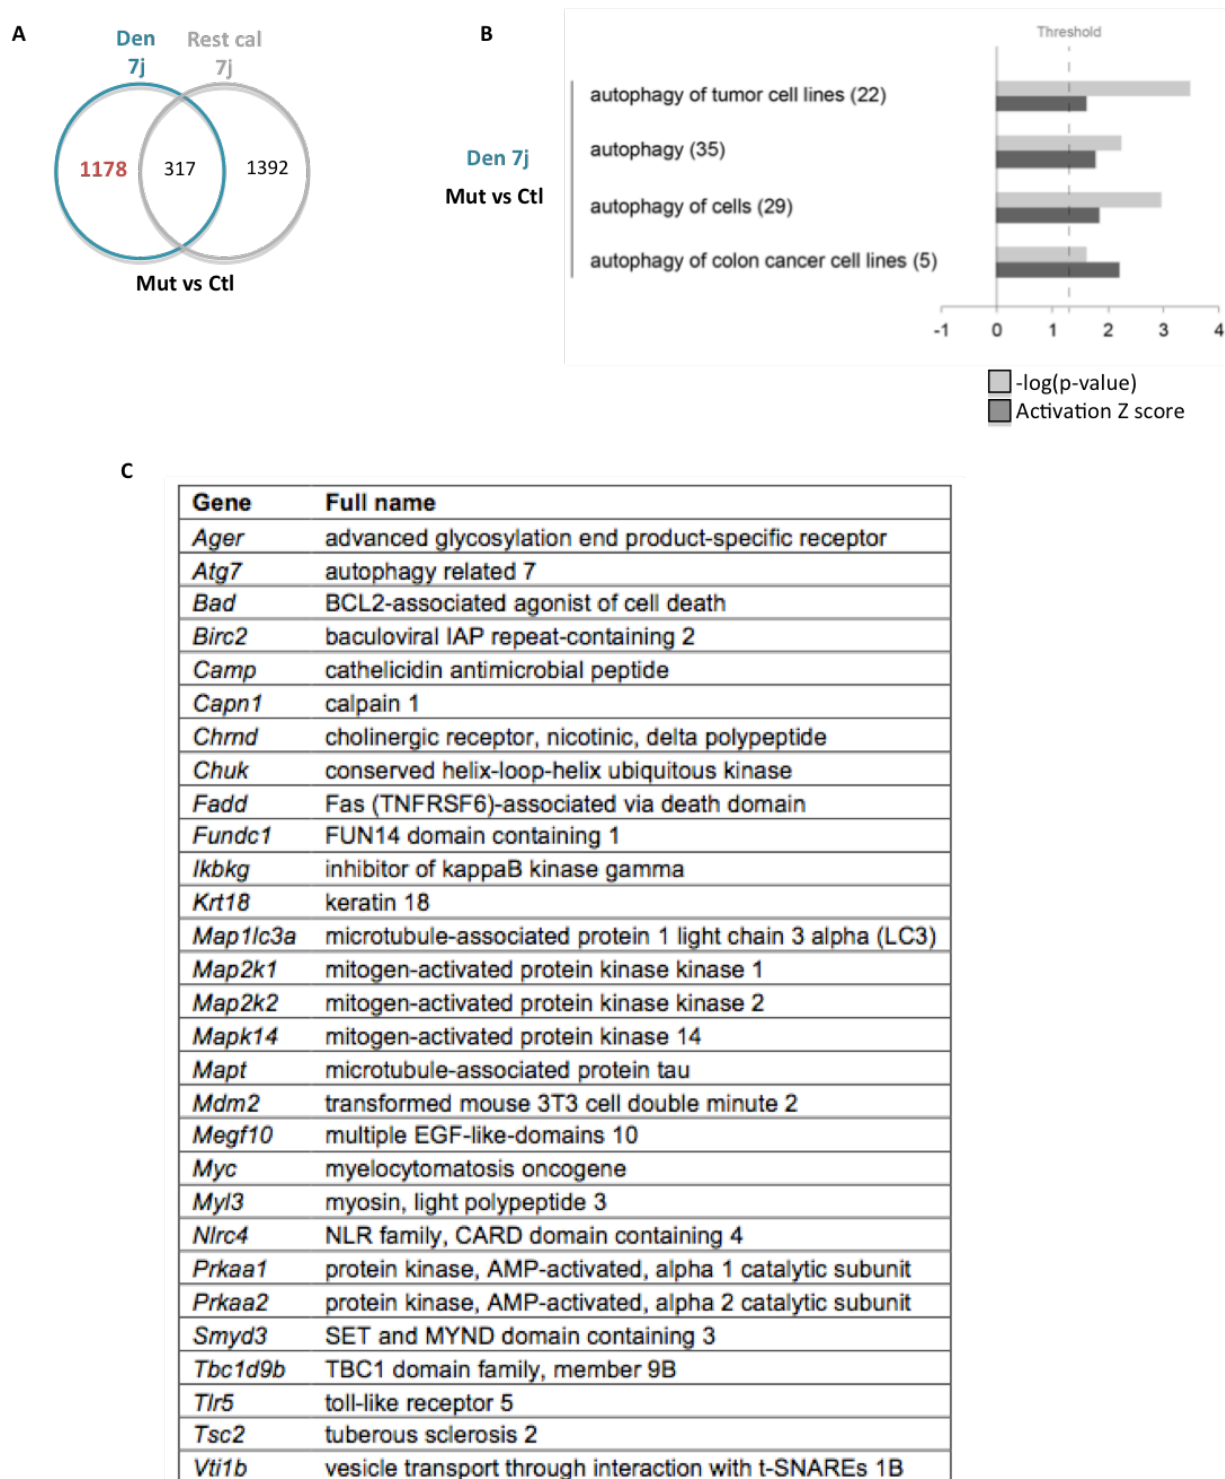 A
Den
7j
Rest cal
7j
1178
317
1392
Mut vs Ctl
B
Threshold
Den 7j
Mut vs Ctl
autophagy of tumor cell lines (22)
autophagy (35)
autophagy of cells (29)
autophagy of colon cancer cell lines (5)
-1 0 1 2 3 4
-log(p-value)
Activation Z score
C
Gene Full name
Ager advanced glycosylation end product-specific receptor
Atg7 autophagy related 7
Bad BCL2-associated agonist of cell death
Birc2 baculoviral IAP repeat-containing 2
Camp cathelicidin antimicrobial peptide
Capn1 calpain 1
Chrnd cholinergic receptor, nicotinic, delta polypeptide
Chuk conserved helix-loop-helix ubiquitous kinase
Fadd Fas (TNFRSF6)-associated via death domain
Fundc1 FUN14 domain containing 1
Ikbkg inhibitor of kappaB kinase gamma
Krt18 keratin 18
Map1lc3a microtubule-associated protein 1 light chain 3 alpha (LC3)
Map2k1 mitogen-activated protein kinase kinase 1
Map2k2 mitogen-activated protein kinase kinase 2
Mapk14 mitogen-activated protein kinase 14
Mapt microtubule-associated protein tau
Mdm2 transformed mouse 3T3 cell double minute 2
Megf10 multiple EGF-like-domains 10
Myc myelocytomatosis oncogene
Myl3 myosin, light polypeptide 3
Nlrc4 NLR family, CARD domain containing 4
Prkaa1 protein kinase, AMP-activated, alpha 1 catalytic subunit
Prkaa2 protein kinase, AMP-activated, alpha 2 catalytic subunit
Smyd3 SET and MYND domain containing 3
Tbc1d9b TBC1 domain family, member 9B
Tlr5 toll-like receptor 5
Tsc2 tuberous sclerosis 2
Vti1b vesicle transport through interaction with t-SNAREs 1B